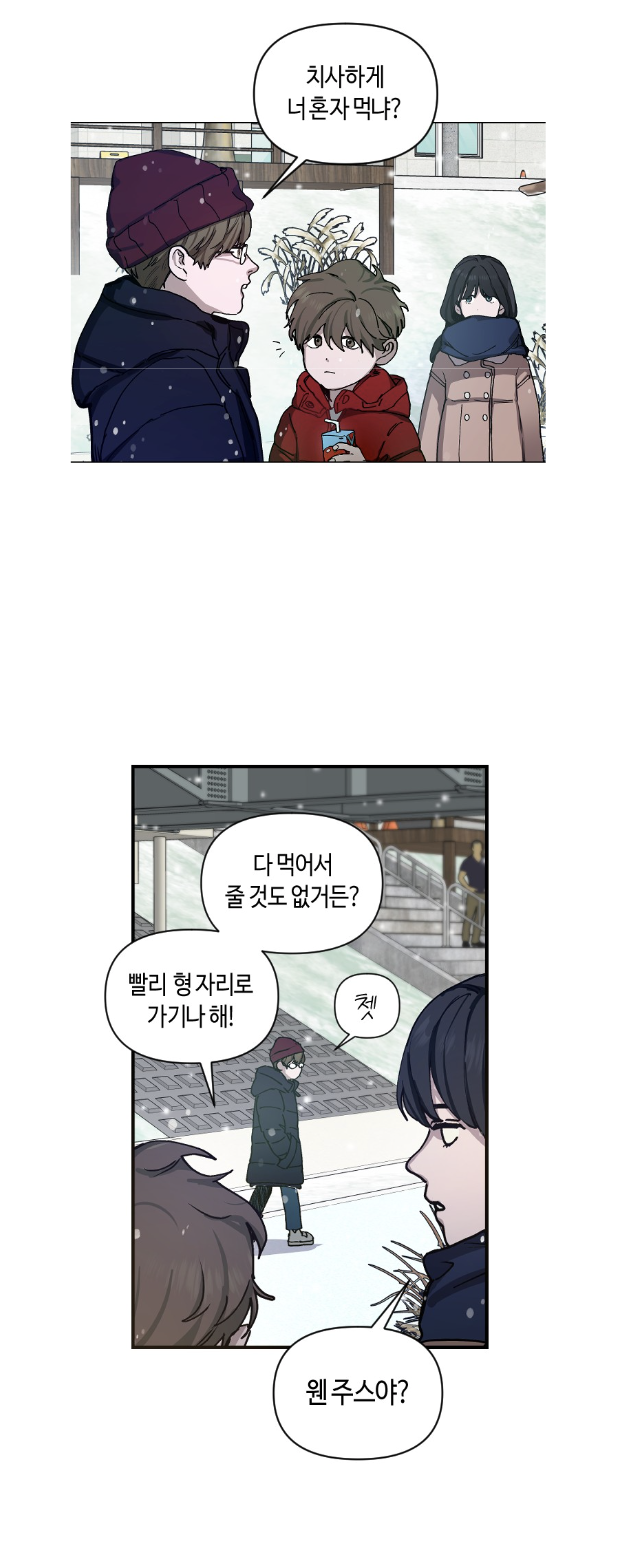 치사하게
너 혼자 먹냐?
다 먹어서
줄 것도 없거든?
빨리 형 자리로
가기나 해!
쳇
웬 주스야?